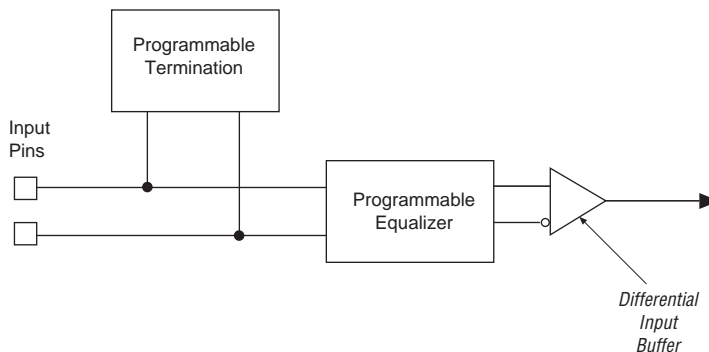 Programmable
Termination
Input
Pins
Programmable
Equalizer
Differential
Input
Buffer